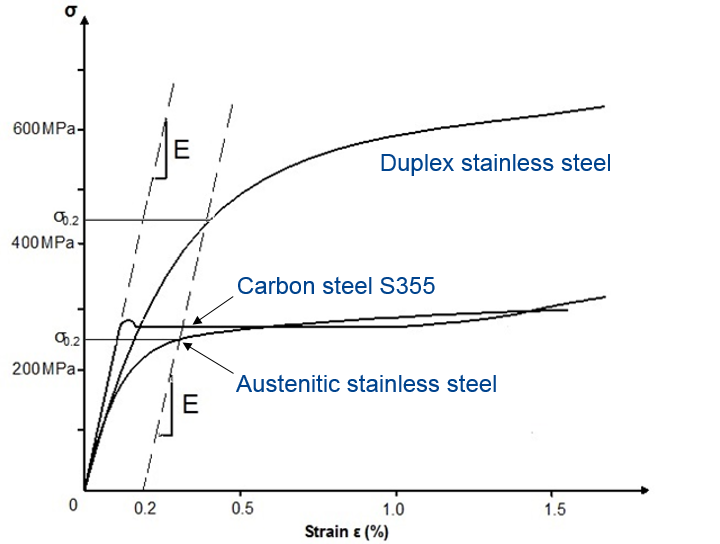 σ
600MPa
E
Duplex stainless steel
σ0.2
400MPa
Carbon steel S355
σ0.2
200MPa
Austenitic stainless steel
E
0
0.2
0.5
1.0
1.5
Strain ε (%)